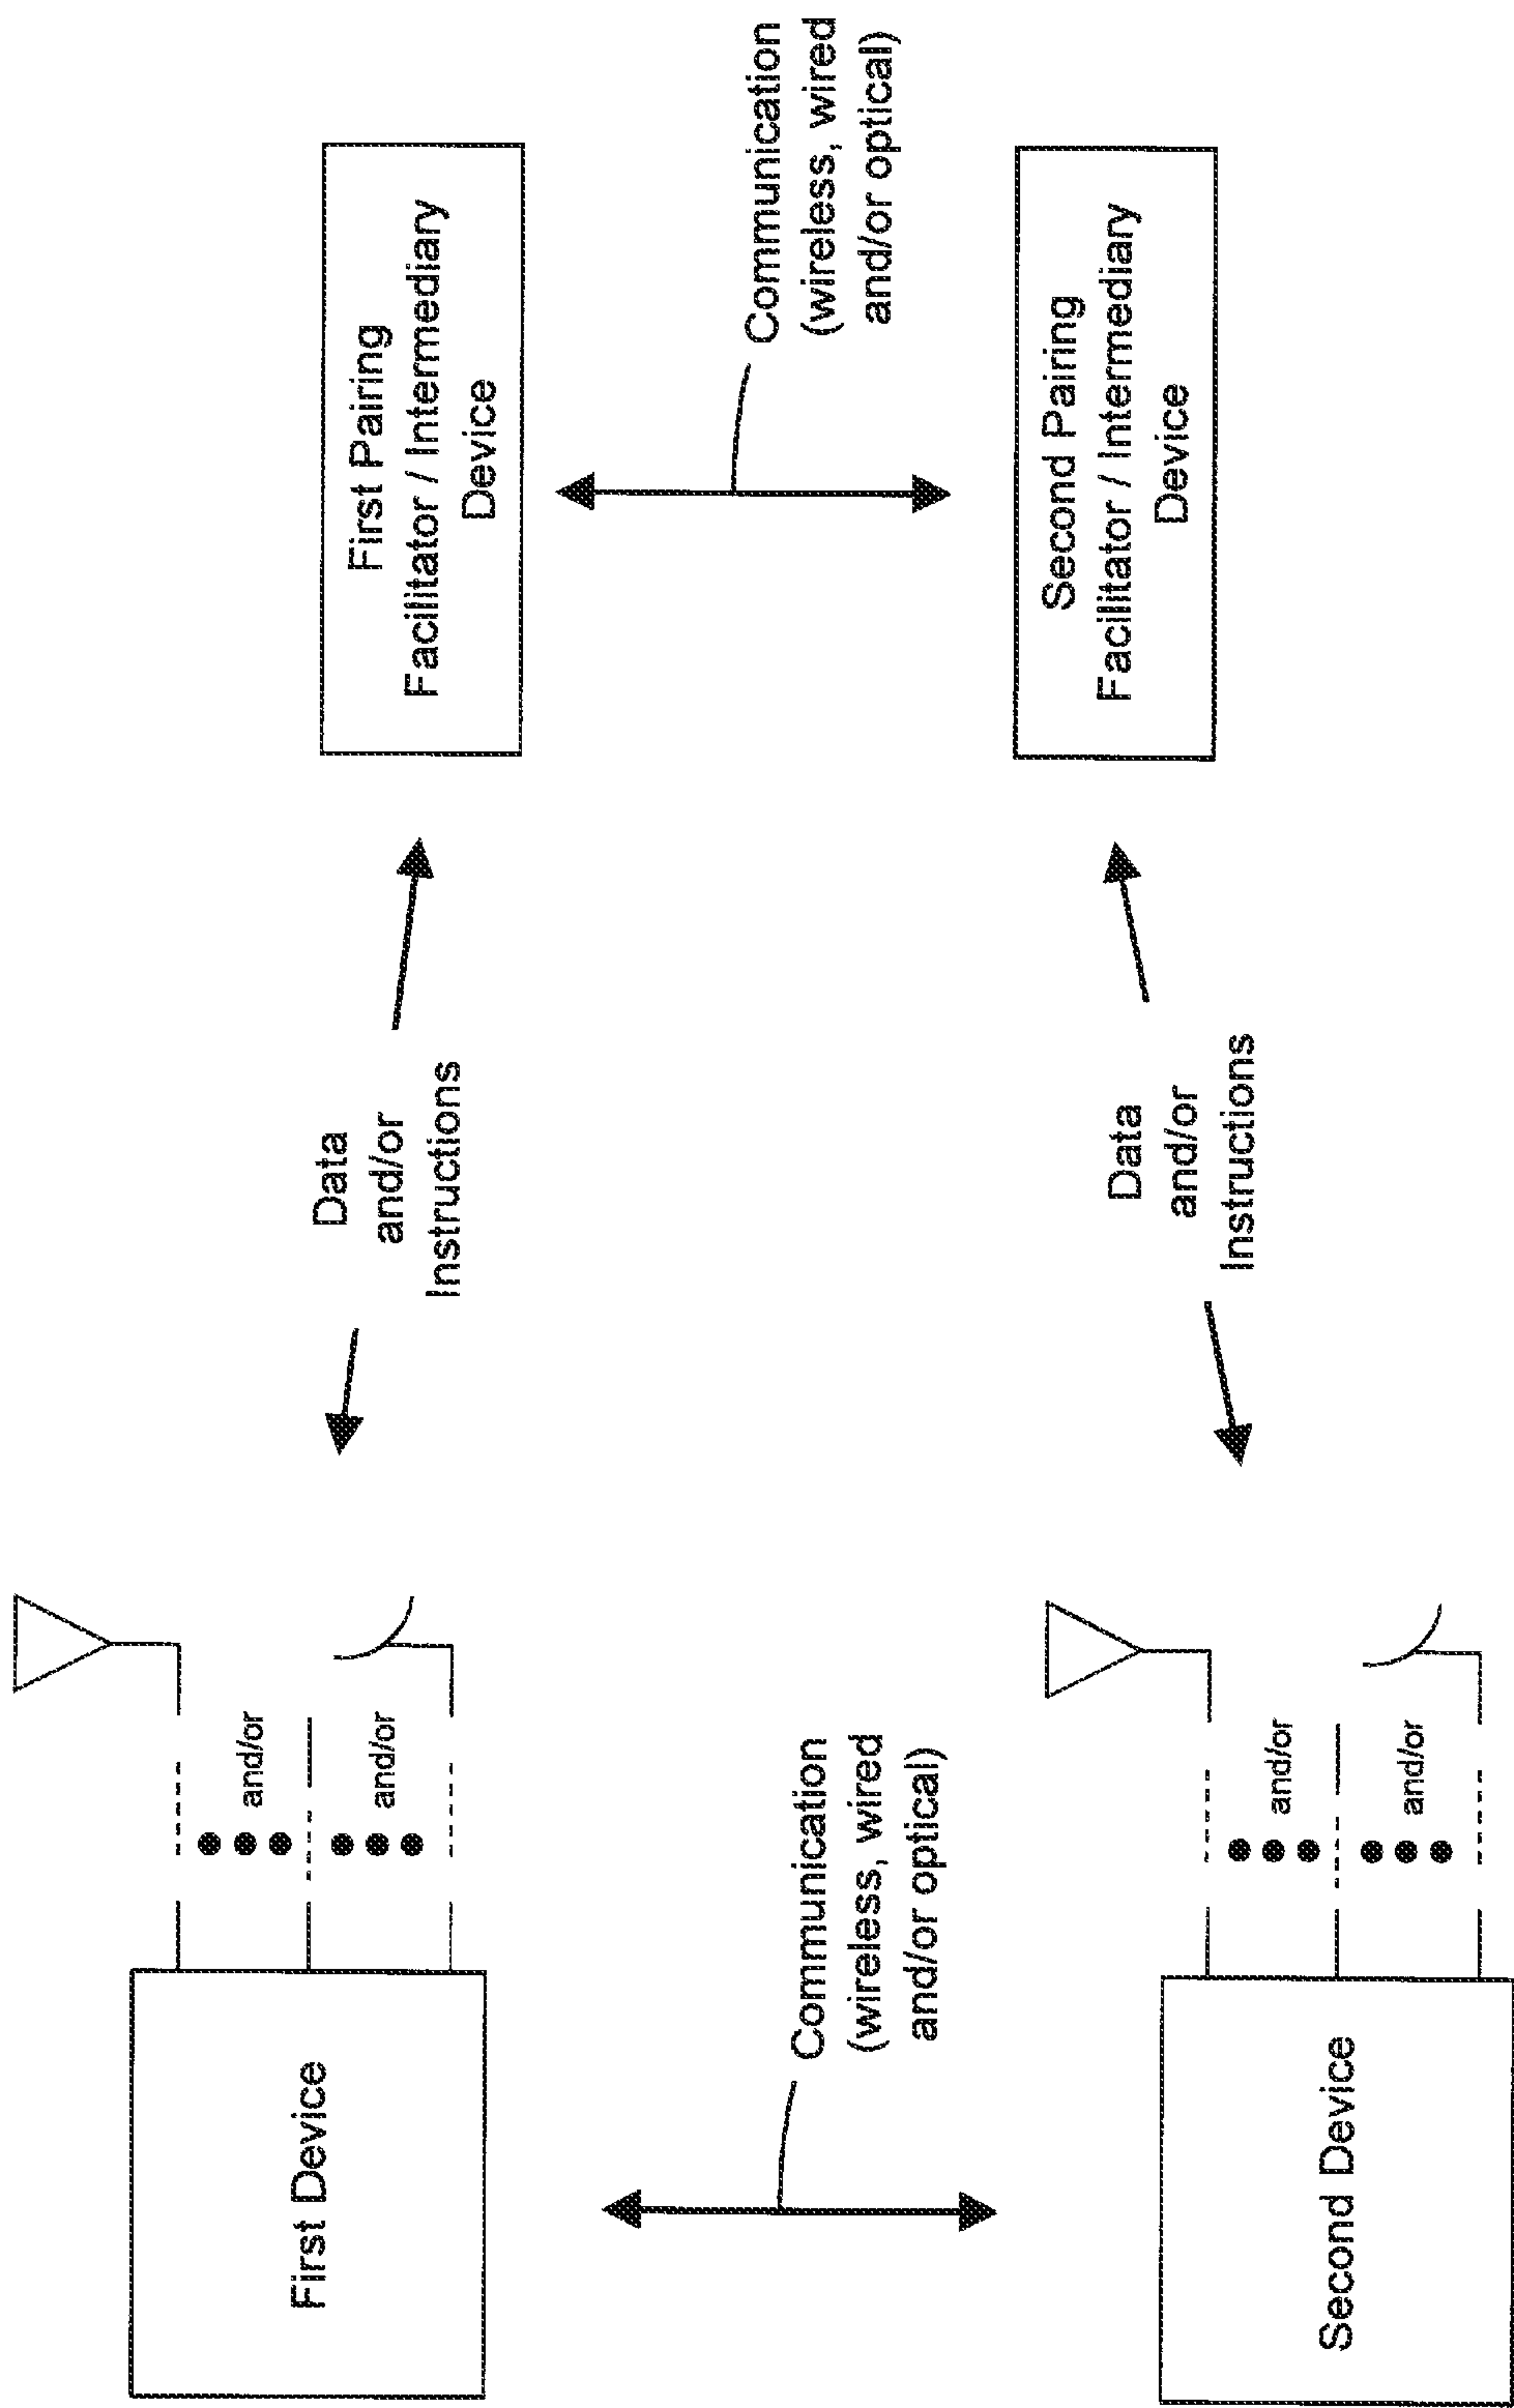 First Device
and/or
and/or
Data
and/or
Instructions
First Pairing
Facilitator / Intermediary
Device
Communication
(wireless, wired
and/or optical)
Communication
(wireless, wired
and/or optical)
Second Device
and/or
and/or
Data
and/or
Instructions
Second Pairing
Facilitator / Intermediary
Device